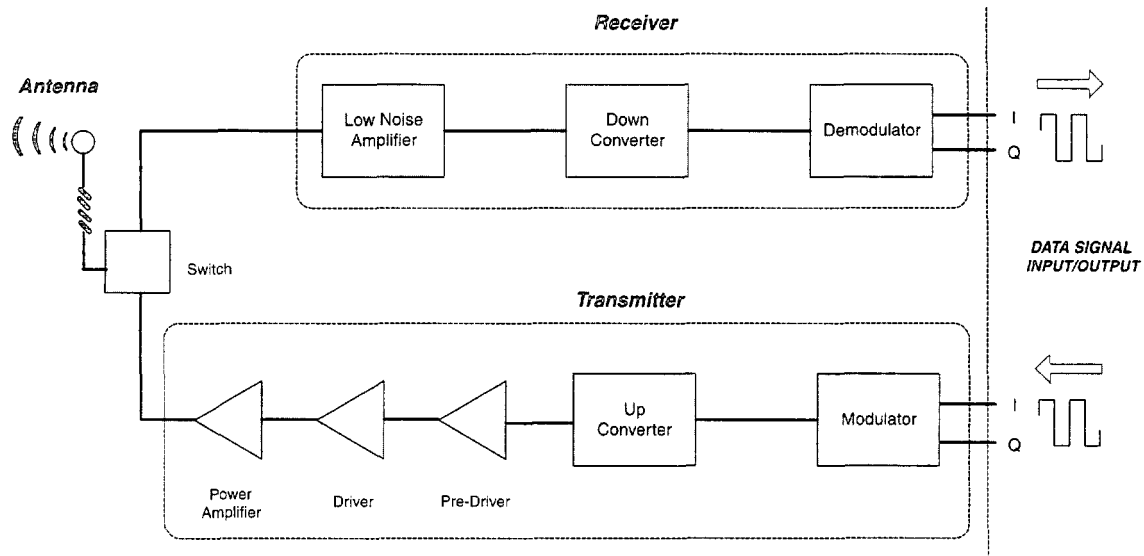 Receiver
Antenna
Low Noise
Amplifier
Down
Converter
Demodulator
I
Q
Switch
DATA SIGNAL
INPUT/OUTPUT
Transmitter
Up
Converter
Modulator
I
Q
Power
Amplifier
Driver
Pre-Driver